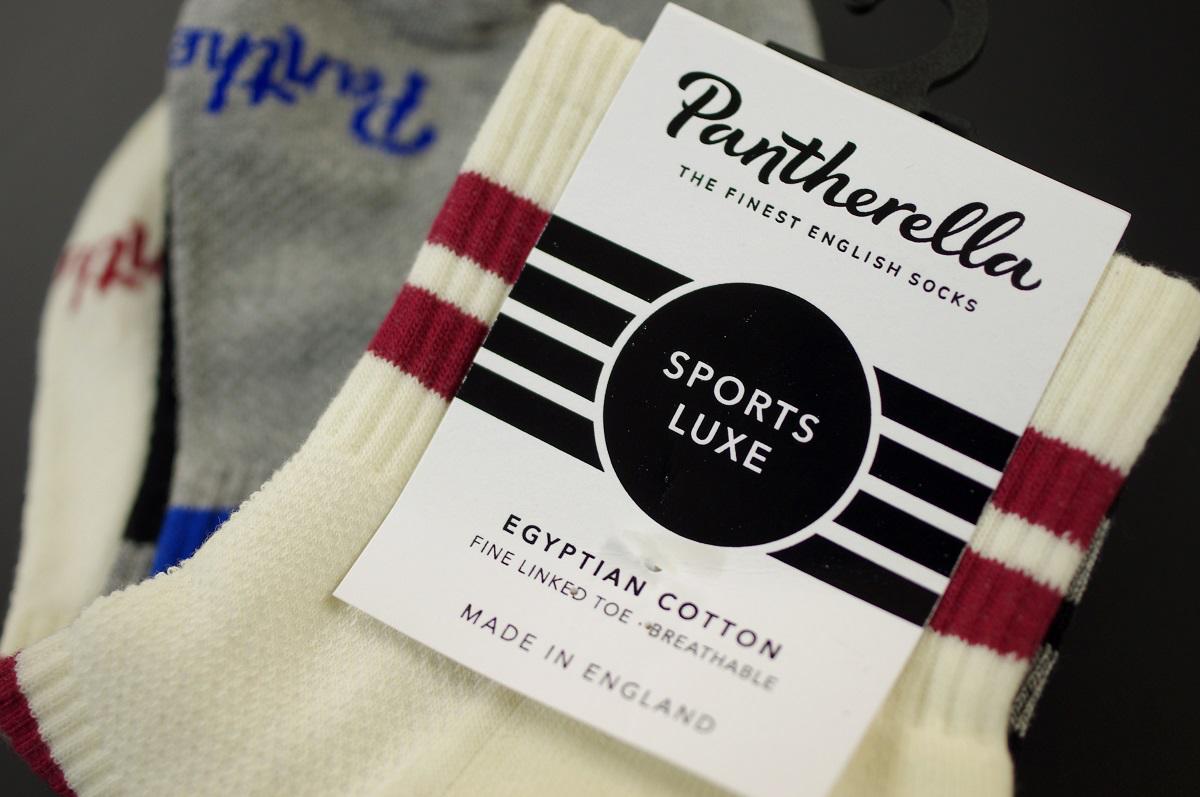 Pantherella
THE FINEST ENGLISH SOCKS
SPORTS
LUXE
EGYPTIAN COTTON
FINE LINKED TOE · BREATHABLE
MADE IN ENGLAND